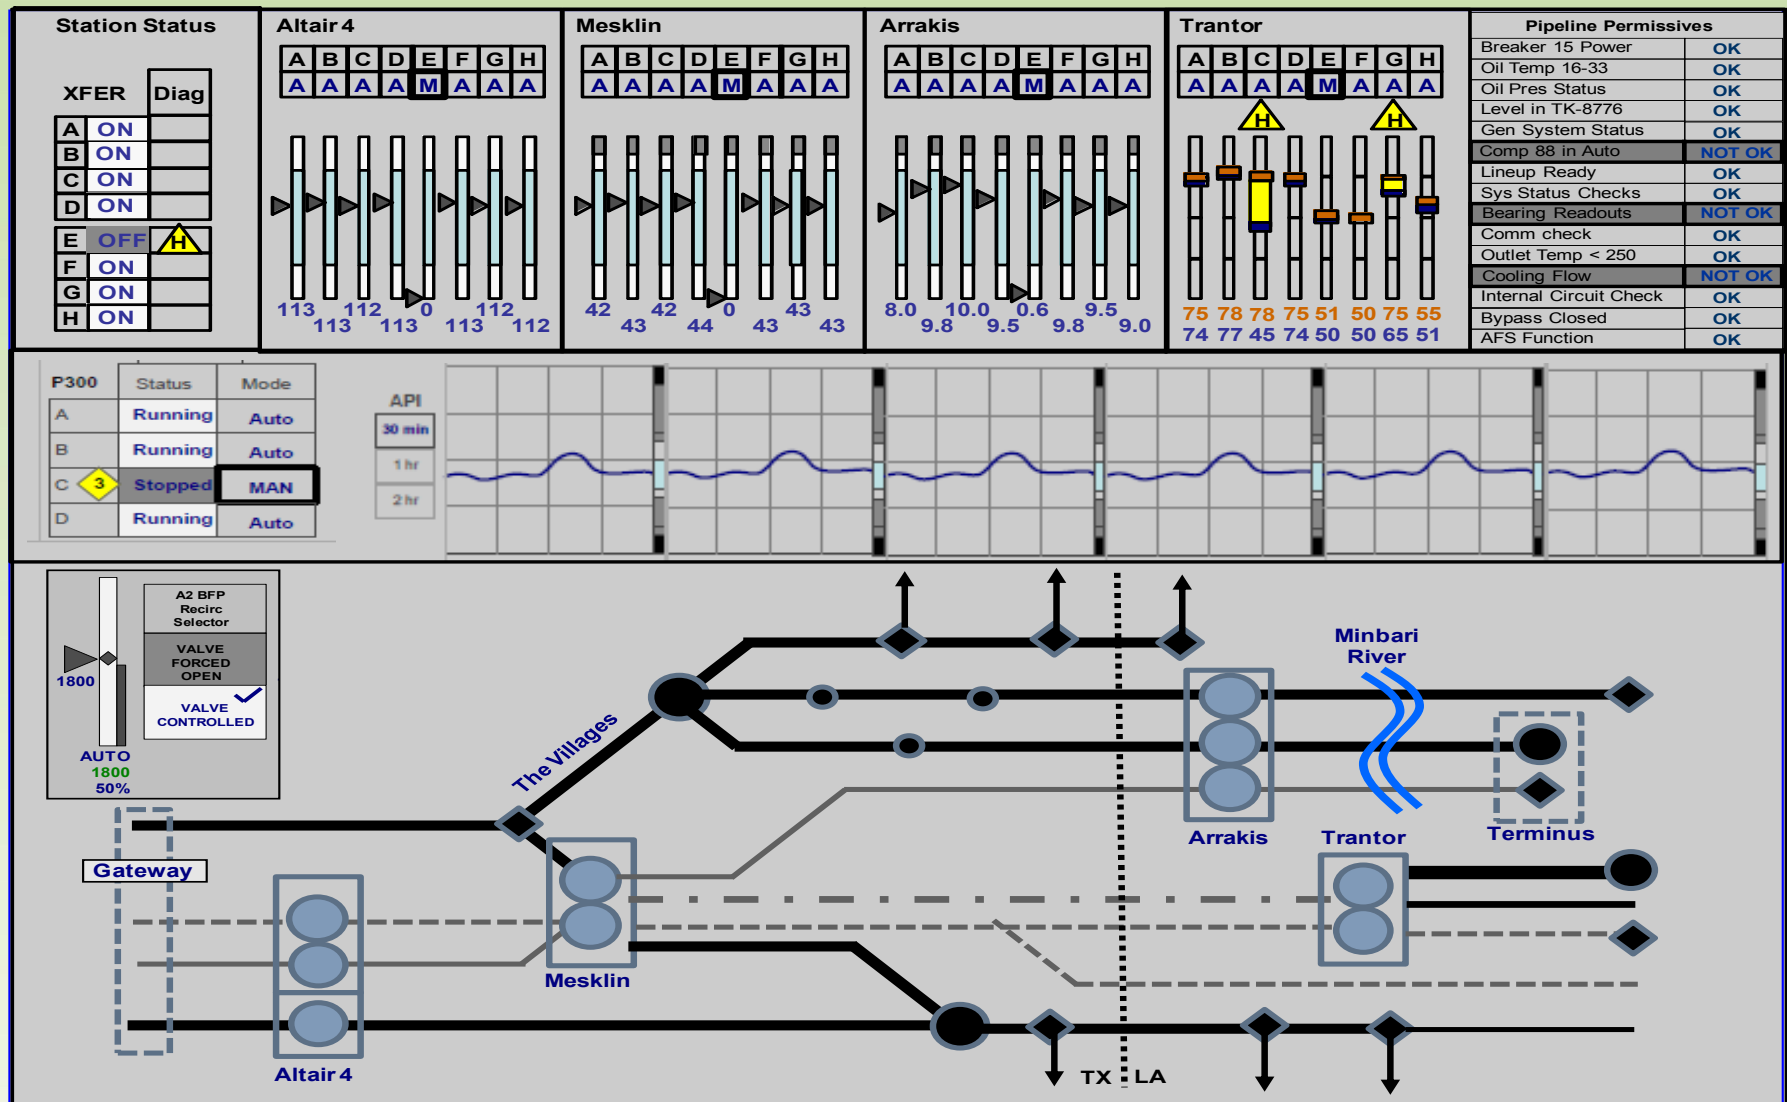 Station Status
XFER Diag
A ON
B ON
C ON
D ON
E OFF H
F ON
G ON
H ON
Altair 4
A B C D E F G H
A A A A M A A A
113 112 0 112
113 113 113 112
Mesklin
A B C D E F G H
A A A A M A A A
42 42 0 43
43 44 43 43
Arrakis
A B C D E F G H
A A A A M A A A
8.0 10.0 0.6 9.5
9.8 9.5 9.8 9.0
Trantor
A B C D E F G H
A A A A M A A A
H H
75 78 78 75 51 50 75 55
74 77 45 74 50 50 65 51
Pipeline Permissives
Breaker 15 Power OK
Oil Temp 16-33 OK
Oil Pres Status OK
Level in TK-8776 OK
Gen System Status OK
Comp 88 in Auto NOT OK
Lineup Ready OK
Sys Status Checks OK
Bearing Readouts NOT OK
Comm check OK
Outlet Temp < 250 OK
Cooling Flow NOT OK
Internal Circuit Check OK
Bypass Closed OK
AFS Function OK
P300 Status Mode
A Running Auto
B Running Auto
C 3 Stopped MAN
D Running Auto
API
30 min
1 hr
2 hr
A2 BFP
Recirc
Selector
VALVE
FORCED
OPEN
VALVE
CONTROLLED
1800
AUTO
1800
50%
The Villages
Minbari
River
Gateway
Arrakis
Trantor
Terminus
Mesklin
Altair 4
TX LA